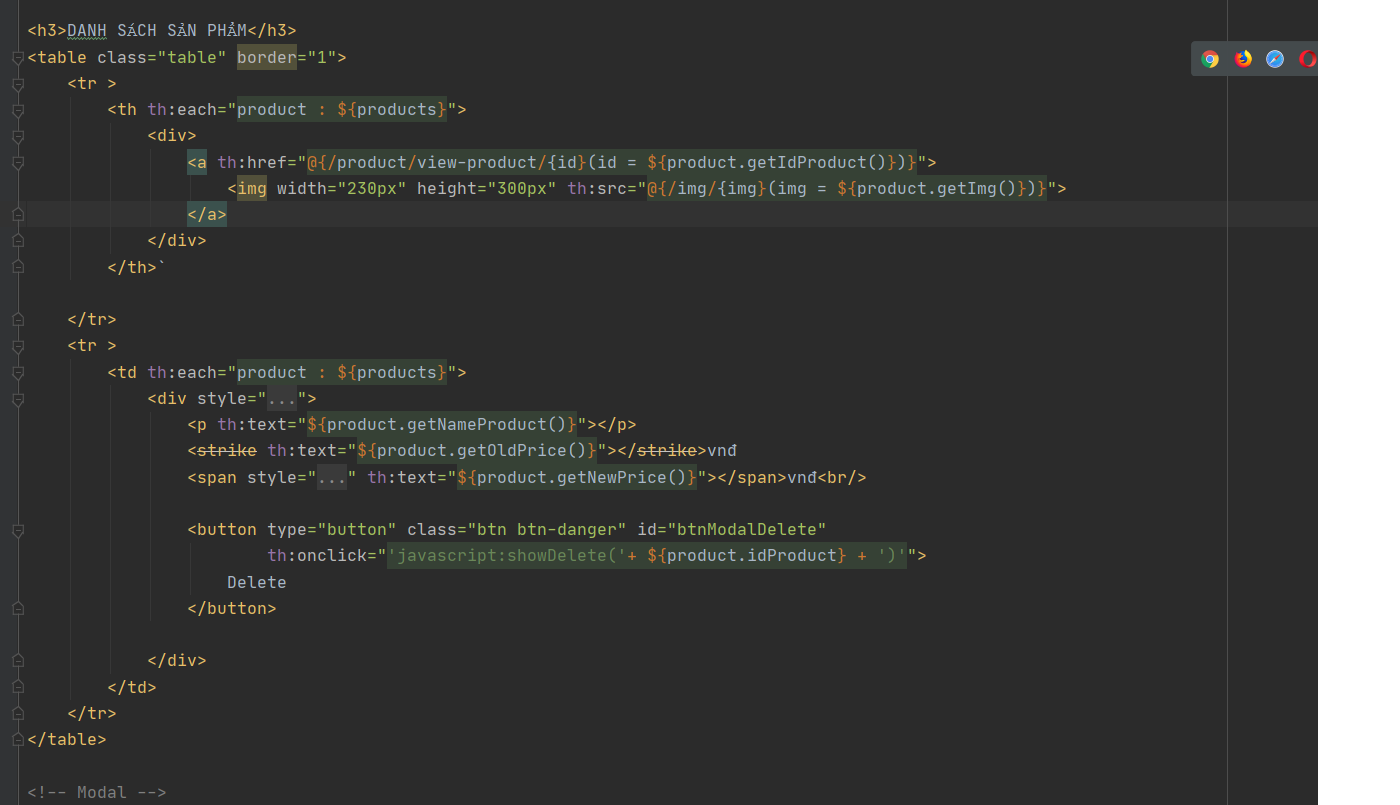 <h3>DANH SÁCH SẢN PHẨM</h3>
<table class="table" border="1">
    <tr >
        <th th:each="product : ${products}">
            <div>
                <a th:href="@{/product/view-product/{id}(id = ${product.getIdProduct()})}">
                    <img width="230px" height="300px" th:src="@{/img/{img}(img = ${product.getImg()})}">
                </a>
            </div>
        </th>`
    </tr>
    <tr >
        <td th:each="product : ${products}">
            <div style="...">
                <p th:text="${product.getNameProduct()}"></p>
                <strike th:text="${product.getOldPrice()}"></strike>vnđ
                <span style="..." th:text="${product.getNewPrice()}"></span>vnđ<br/>
                <button type="button" class="btn btn-danger" id="btnModalDelete"
                        th:onclick="'javascript:showDelete('+ ${product.idProduct} + ')'">
                    Delete
                </button>
            </div>
        </td>
    </tr>
</table>
<!-- Modal -->